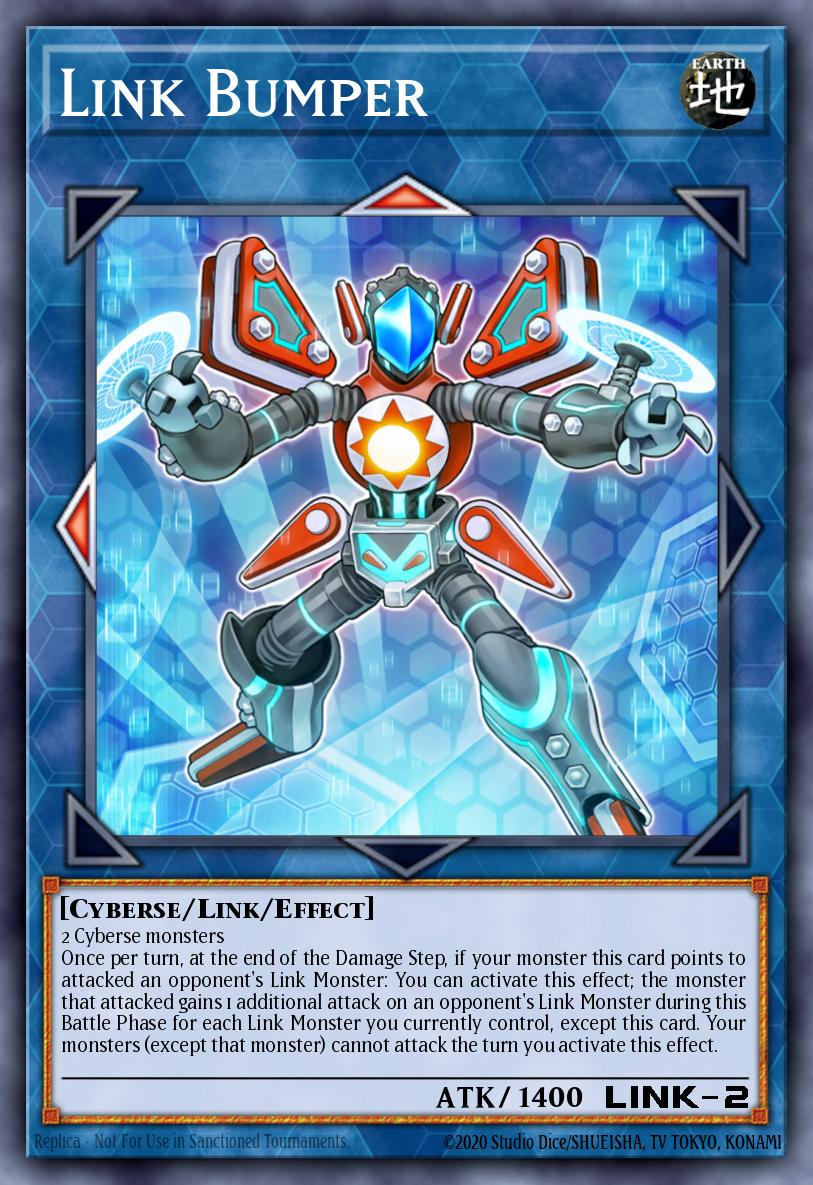 Link Bumper
EARTH
地
[Cyberse/Link/Effect]
2 Cyberse monsters
Once per turn, at the end of the Damage Step, if your monster this card points to
attacked an opponent's Link Monster: You can activate this effect; the monster
that attacked gains 1 additional attack on an opponent's Link Monster during this
Battle Phase for each Link Monster you currently control, except this card. Your
monsters (except that monster) cannot attack the turn you activate this effect.
ATK/1400 LINK-2
Replica - Not For Use in Sanctioned Tournaments.
©2020 Studio Dice/SHUEISHA, TV TOKYO, KONAMI